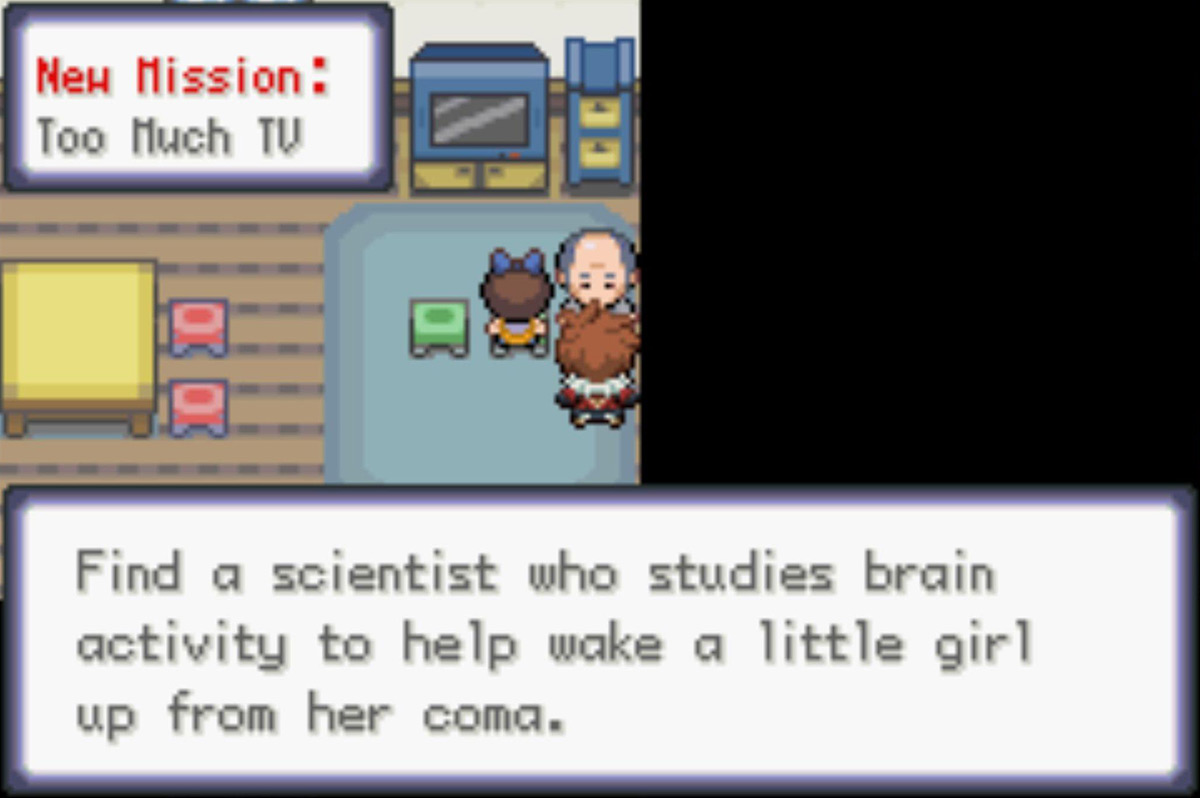 New Mission:
Too Much TV
Find a scientist who studies brain
activity to help wake a little girl
up from her coma.